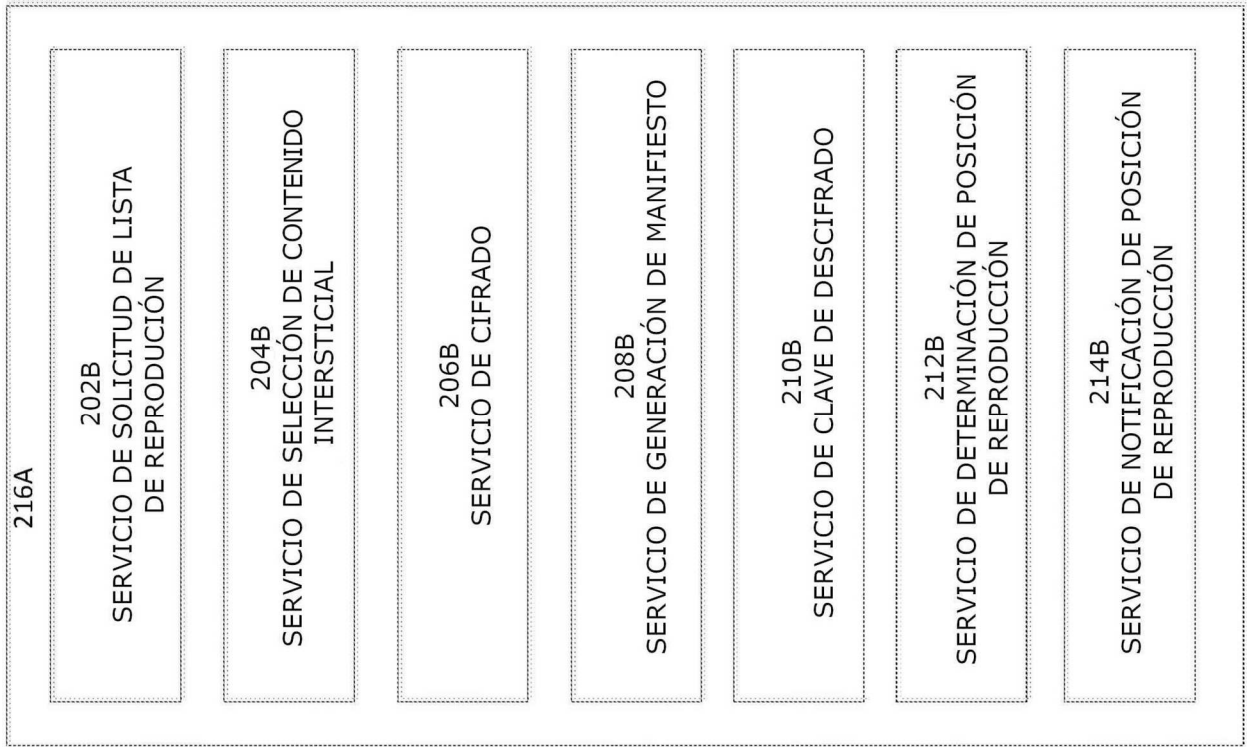 216A
202B
SERVICIO DE SOLICITUD DE LISTA
DE REPRODUCIÓN
204B
SERVICIO DE SELECCIÓN DE CONTENIDO
INTERSTICIAL
206B
SERVICIO DE CIFRADO
208B
SERVICIO DE GENERACIÓN DE MANIFIESTO
210B
SERVICIO DE CLAVE DE DESCIFRADO
212B
SERVICIO DE DETERMINACIÓN DE POSICIÓN
DE REPRODUCCIÓN
214B
SERVICIO DE NOTIFICACIÓN DE POSICIÓN
DE REPRODUCCIÓN